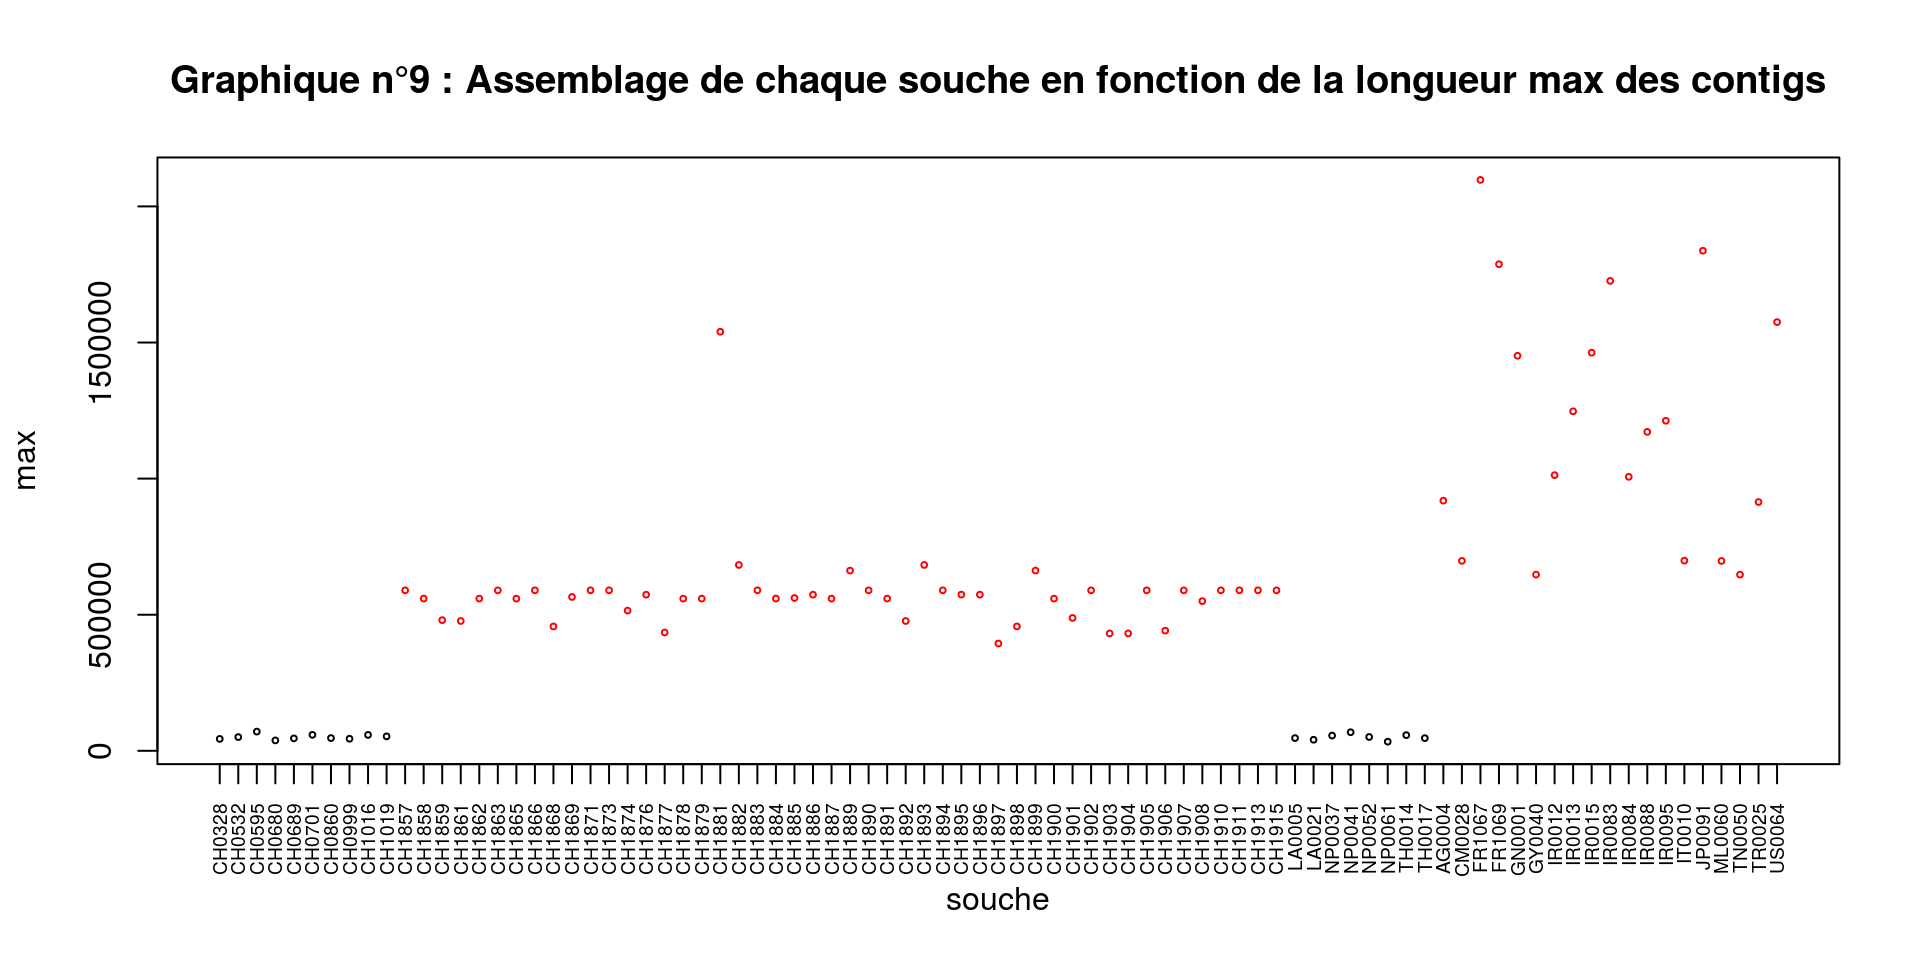 Graphique n°9 : Assemblage de chaque souche en fonction de la longueur max des contigs
max
1500000
500000
0
CH0328
CH0532
CH0595
CH0680
CH0689
CH0701
CH0860
CH0999
CH1016
CH1019
CH1857
CH1858
CH1859
CH1861
CH1862
CH1863
CH1865
CH1866
CH1868
CH1869
CH1871
CH1873
CH1874
CH1876
CH1877
CH1878
CH1879
CH1881
CH1882
CH1883
CH1884
CH1885
CH1886
CH1887
CH1889
CH1890
CH1891
CH1892
CH1893
CH1894
CH1895
CH1896
CH1897
CH1898
CH1899
CH1900
CH1901
CH1902
CH1903
CH1904
CH1905
CH1906
CH1907
CH1908
CH1910
CH1911
CH1913
CH1915
LA0005
LA0021
NP0037
NP0041
NP0052
NP0061
TH0014
TH0017
AG0004
CM0028
FR1067
FR1069
GN0001
GY0040
IR0012
IR0013
IR0015
IR0083
IR0084
IR0088
IR0095
IT0010
JP0091
ML0060
TN0050
TR0025
US0064
souche